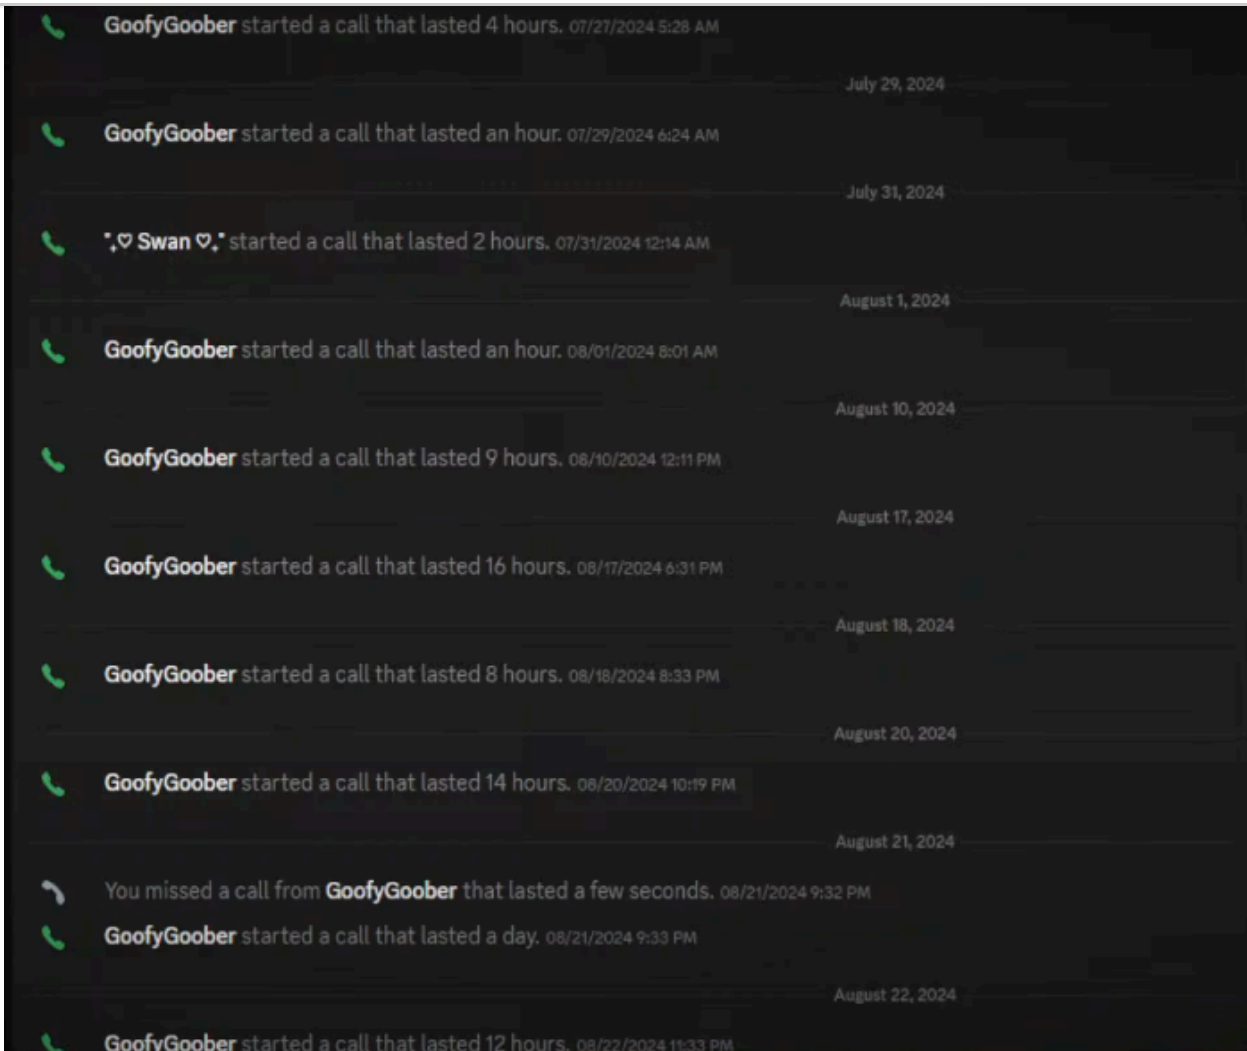 GoofyGoober started a call that lasted 4 hours. 07/27/2024 5:28 AM
July 29, 2024
GoofyGoober started a call that lasted an hour. 07/29/2024 6:24 AM
July 31, 2024
"₊♡ Swan ♡₊" started a call that lasted 2 hours. 07/31/2024 12:14 AM
August 1, 2024
GoofyGoober started a call that lasted an hour. 08/01/2024 8:01 AM
August 10, 2024
GoofyGoober started a call that lasted 9 hours. 08/10/2024 12:11 PM
August 17, 2024
GoofyGoober started a call that lasted 16 hours. 08/17/2024 6:31 PM
August 18, 2024
GoofyGoober started a call that lasted 8 hours. 08/18/2024 8:33 PM
August 20, 2024
GoofyGoober started a call that lasted 14 hours. 08/20/2024 10:19 PM
August 21, 2024
You missed a call from GoofyGoober that lasted a few seconds. 08/21/2024 9:32 PM
GoofyGoober started a call that lasted a day. 08/21/2024 9:33 PM
August 22, 2024
GoofyGoober started a call that lasted 12 hours. 08/22/2024 11:33 PM